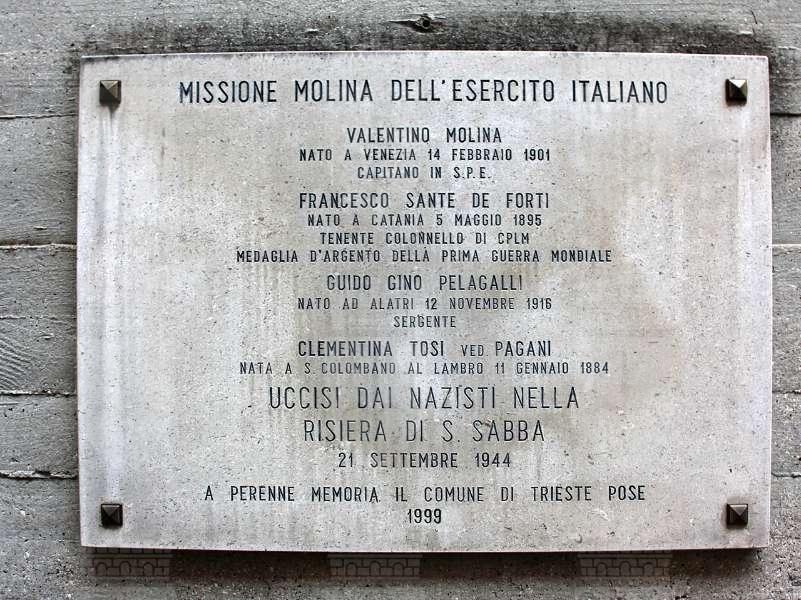 MISSIONE MOLINA DELL'ESERCITO ITALIANO
VALENTINO MOLINA
NATO A VENEZIA 14 FEBBRAIO 1901
CAPITANO IN S.P.E.
FRANCESCO SANTE DE FORTI
NATO A CATANIA 5 MAGGIO 1895
TENENTE COLONNELLO DI CPLM
MEDAGLIA D'ARGENTO DELLA PRIMA GUERRA MONDIALE
GUIDO GINO PELAGALLI
NATO AD ALATRI 12 NOVEMBRE 1916
SERGENTE
CLEMENTINA TOSI VED. PAGANI
NATA A S. COLOMBANO AL LAMBRO 11 GENNAIO 1884
UCCISI DAI NAZISTI NELLA
RISIERA DI S. SABBA
21 SETTEMBRE 1944
A PERENNE MEMORIA IL COMUNE DI TRIESTE POSE
1999